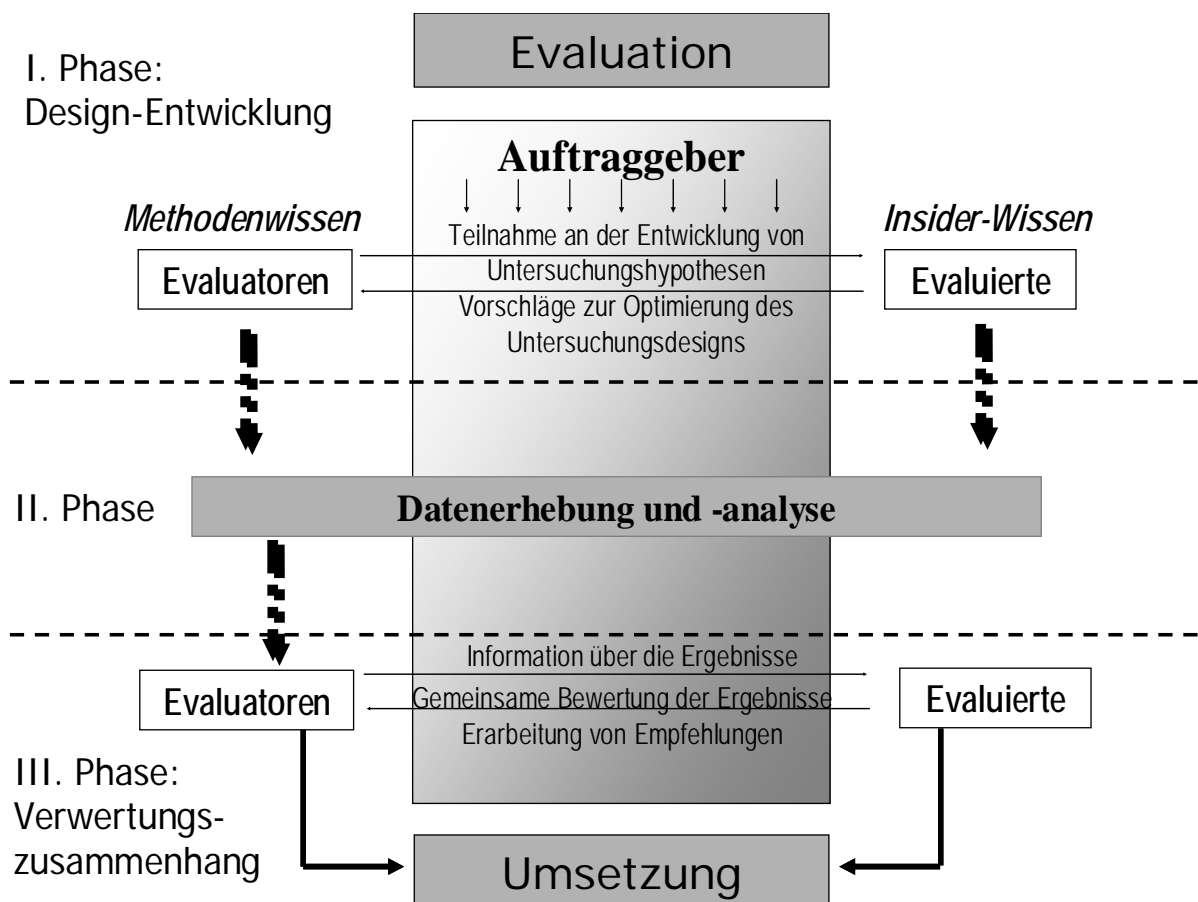 Evaluation
I. Phase:
Design-Entwicklung
Auftraggeber
Methodenwissen
Insider-Wissen
Teilnahme an der Entwicklung von
Untersuchungshypothesen
Evaluatoren
Evaluierte
Vorschläge zur Optimierung des
Untersuchungsdesigns
II. Phase
Datenerhebung und -analyse
Information über die Ergebnisse
Evaluatoren
Gemeinsame Bewertung der Ergebnisse
Evaluierte
Erarbeitung von Empfehlungen
III. Phase:
Verwertungs-
zusammenhang
Umsetzung